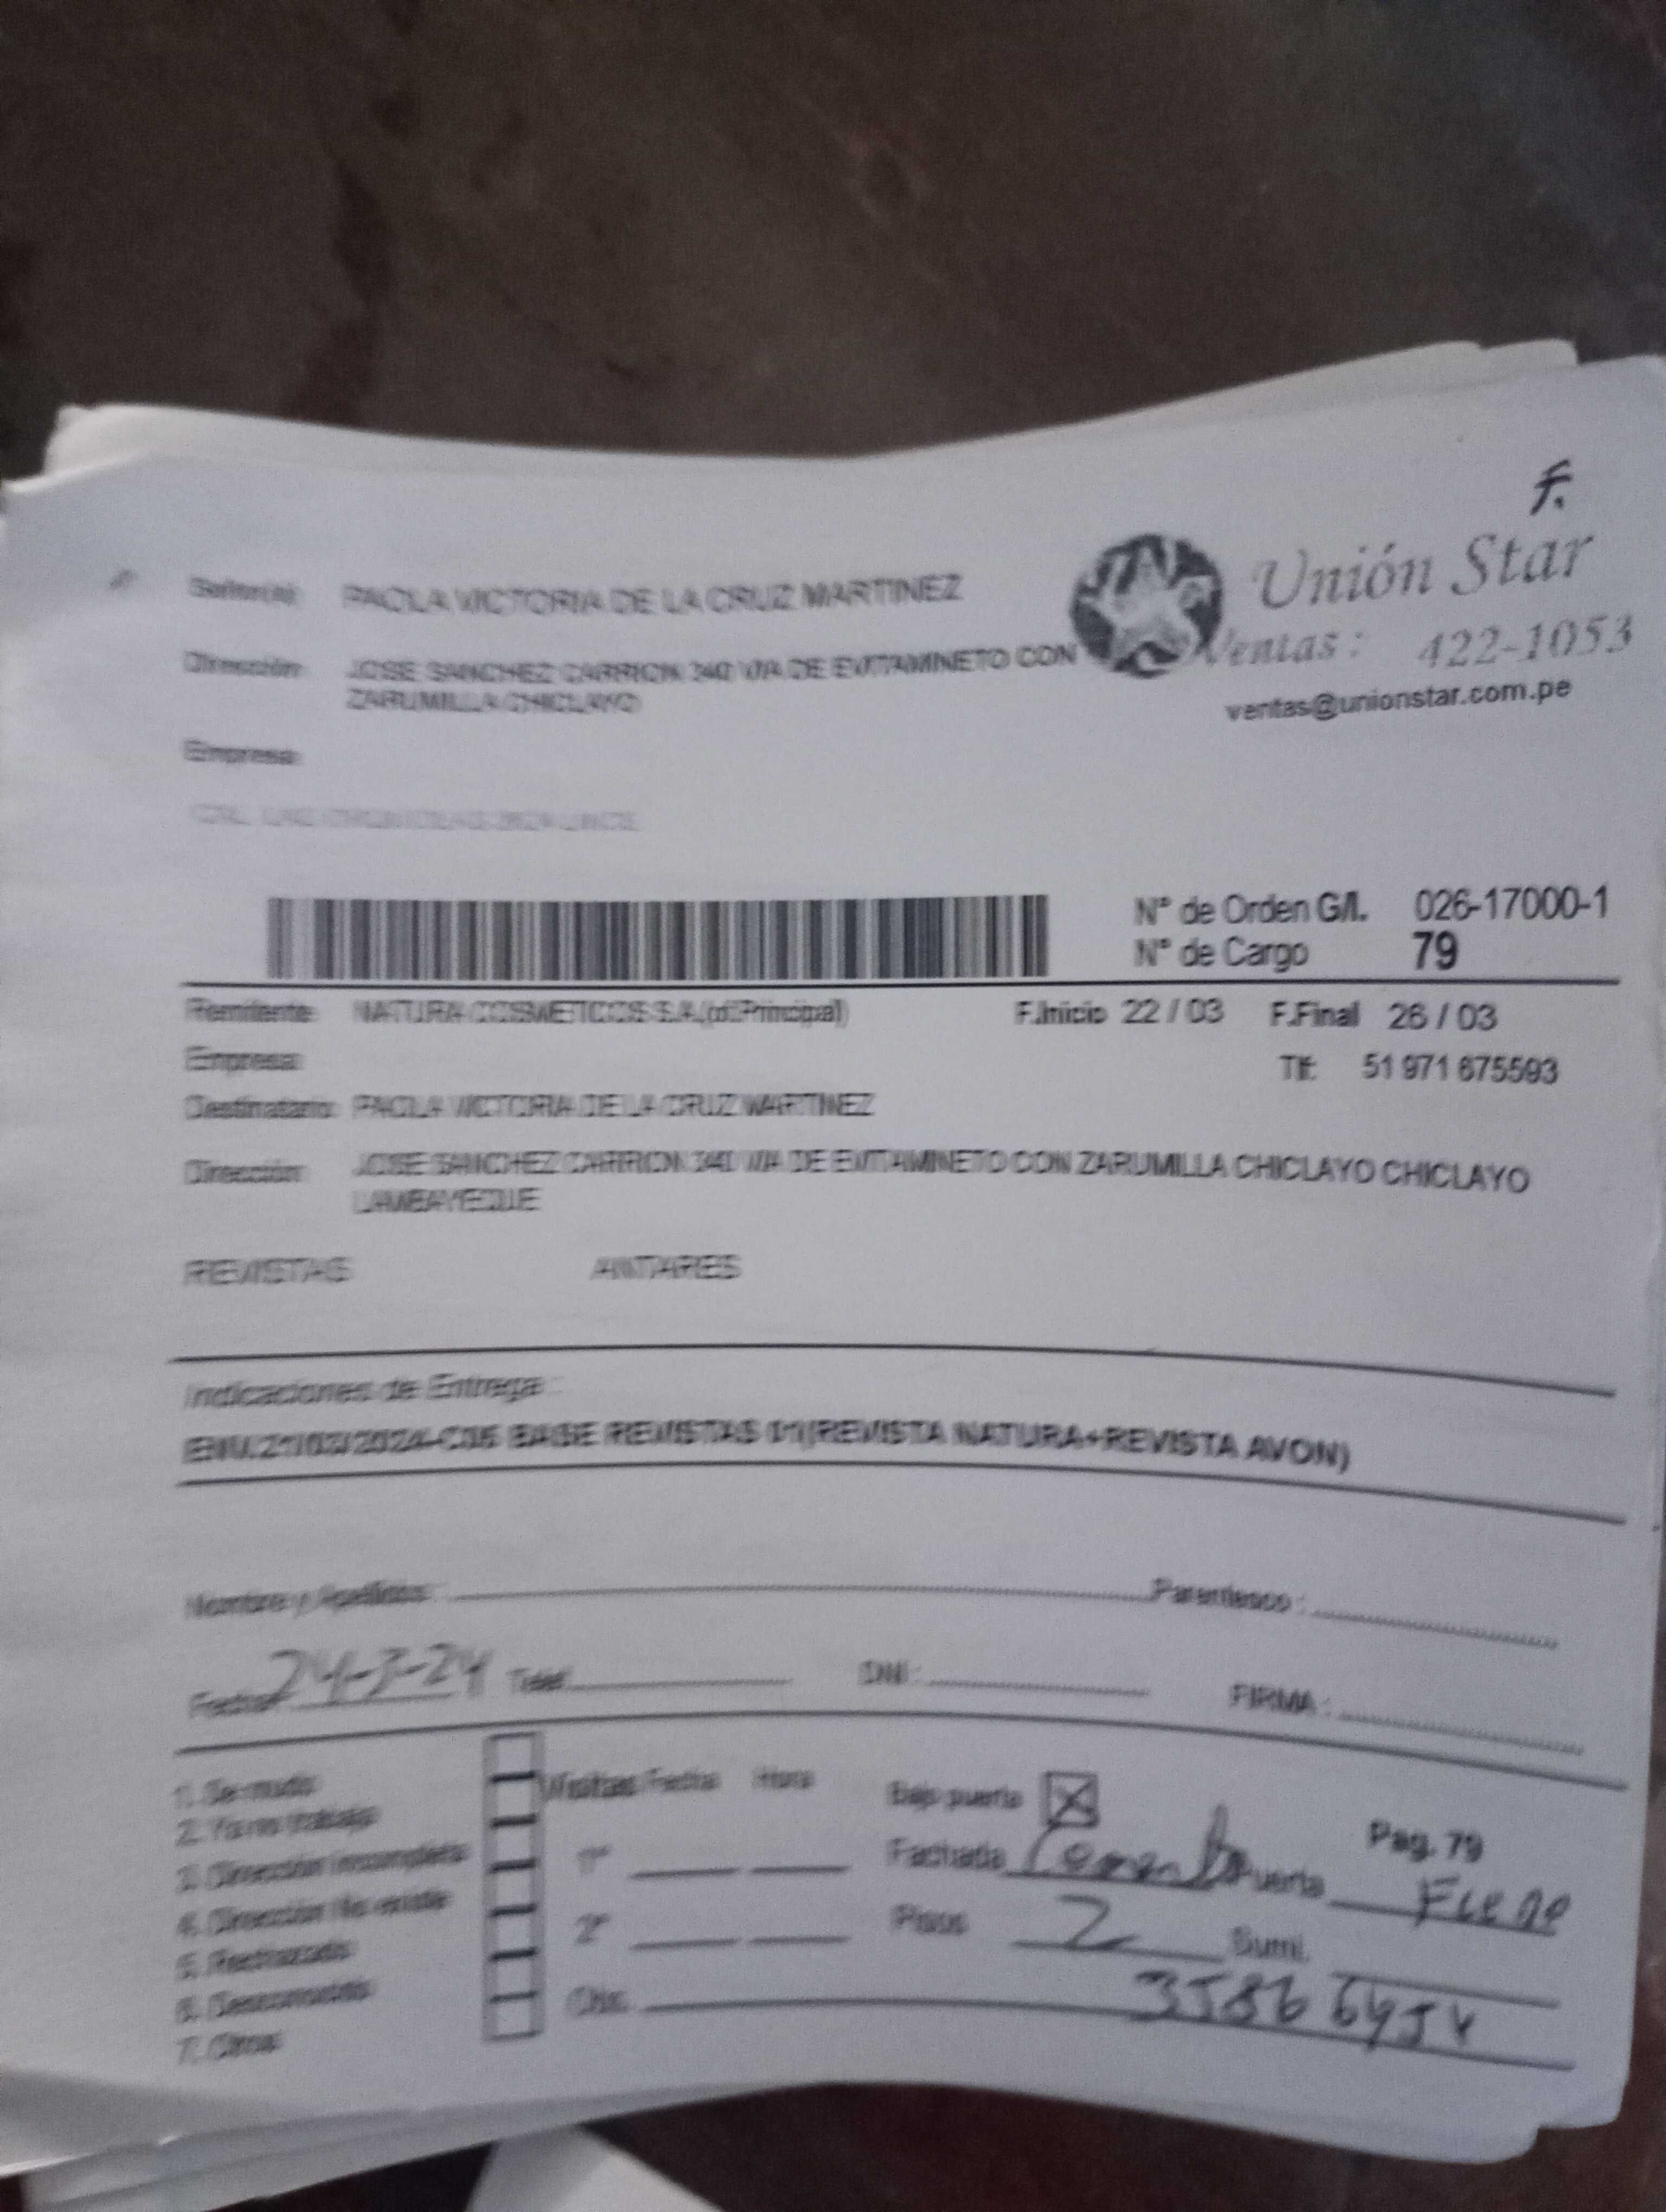 F.
Unión Star
Ventas: 422-1053
ventas@unionstar.com.pe
Señor(a): PAOLA VICTORIA DE LA CRUZ MARTINEZ
Dirección: JOSE SANCHEZ CARRION 340 VIA DE EVITAMINETO CON
ZARUMILLA CHICLAYO
Empresa:
N° de Orden G/I. 026-17000-1
N° de Cargo 79
Remitente: NATURA COSMETICOS S.A.(of.Principal) F.Inicio 22 / 03 F.Final 26 / 03
Empresa: Tlf: 51 971 675593
Destinatario: PAOLA VICTORIA DE LA CRUZ MARTINEZ
Dirección: JOSE SANCHEZ CARRION 340 VIA DE EVITAMINETO CON ZARUMILLA CHICLAYO CHICLAYO
LAMBAYEQUE
REVISTAS ANTARES
Indicaciones de Entrega :
BASE REVISTAS 01(REVISTA NATURA+REVISTA AVON)
Nombre y Apellidos: Parentesco :
Fecha: 24-3-24 Telef. DNI : FIRMA :
1. Se mudo Visitas Fecha Hora Bajo puerta X Pag. 79
2. Ya no trabaja
3. Dirección incompleta 1° Fachada Cemento Puerta
4. Dirección No existe 2° Pisos 2 Sumi.
5. Rechazado
6. Desconocido Obs.
7. Otros